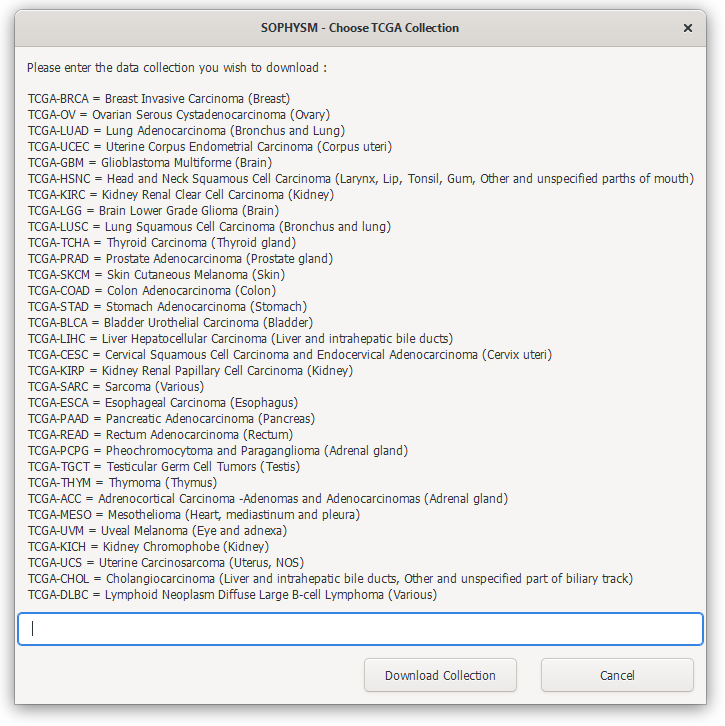 SOPHYSM - Choose TCGA Collection
Please enter the data collection you wish to download :
TCGA-BRCA = Breast Invasive Carcinoma (Breast)
TCGA-OV = Ovarian Serous Cystadenocarcinoma (Ovary)
TCGA-LUAD = Lung Adenocarcinoma (Bronchus and Lung)
TCGA-UCEC = Uterine Corpus Endometrial Carcinoma (Corpus uteri)
TCGA-GBM = Glioblastoma Multiforme (Brain)
TCGA-HSNC = Head and Neck Squamous Cell Carcinoma (Larynx, Lip, Tonsil, Gum, Other and unspecified parths of mouth)
TCGA-KIRC = Kidney Renal Clear Cell Carcinoma (Kidney)
TCGA-LGG = Brain Lower Grade Glioma (Brain)
TCGA-LUSC = Lung Squamous Cell Carcinoma (Bronchus and lung)
TCGA-TCHA = Thyroid Carcinoma (Thyroid gland)
TCGA-PRAD = Prostate Adenocarcinoma (Prostate gland)
TCGA-SKCM = Skin Cutaneous Melanoma (Skin)
TCGA-COAD = Colon Adenocarcinoma (Colon)
TCGA-STAD = Stomach Adenocarcinoma (Stomach)
TCGA-BLCA = Bladder Urothelial Carcinoma (Bladder)
TCGA-LIHC = Liver Hepatocellular Carcinoma (Liver and intrahepatic bile ducts)
TCGA-CESC = Cervical Squamous Cell Carcinoma and Endocervical Adenocarcinoma (Cervix uteri)
TCGA-KIRP = Kidney Renal Papillary Cell Carcinoma (Kidney)
TCGA-SARC = Sarcoma (Various)
TCGA-ESCA = Esophageal Carcinoma (Esophagus)
TCGA-PAAD = Pancreatic Adenocarcinoma (Pancreas)
TCGA-READ = Rectum Adenocarcinoma (Rectum)
TCGA-PCPG = Pheochromocytoma and Paraganglioma (Adrenal gland)
TCGA-TGCT = Testicular Germ Cell Tumors (Testis)
TCGA-THYM = Thymoma (Thymus)
TCGA-ACC = Adrenocortical Carcinoma -Adenomas and Adenocarcinomas (Adrenal gland)
TCGA-MESO = Mesothelioma (Heart, mediastinum and pleura)
TCGA-UVM = Uveal Melanoma (Eye and adnexa)
TCGA-KICH = Kidney Chromophobe (Kidney)
TCGA-UCS = Uterine Carcinosarcoma (Uterus, NOS)
TCGA-CHOL = Cholangiocarcinoma (Liver and intrahepatic bile ducts, Other and unspecified part of biliary track)
TCGA-DLBC = Lymphoid Neoplasm Diffuse Large B-cell Lymphoma (Various)
Download Collection
Cancel